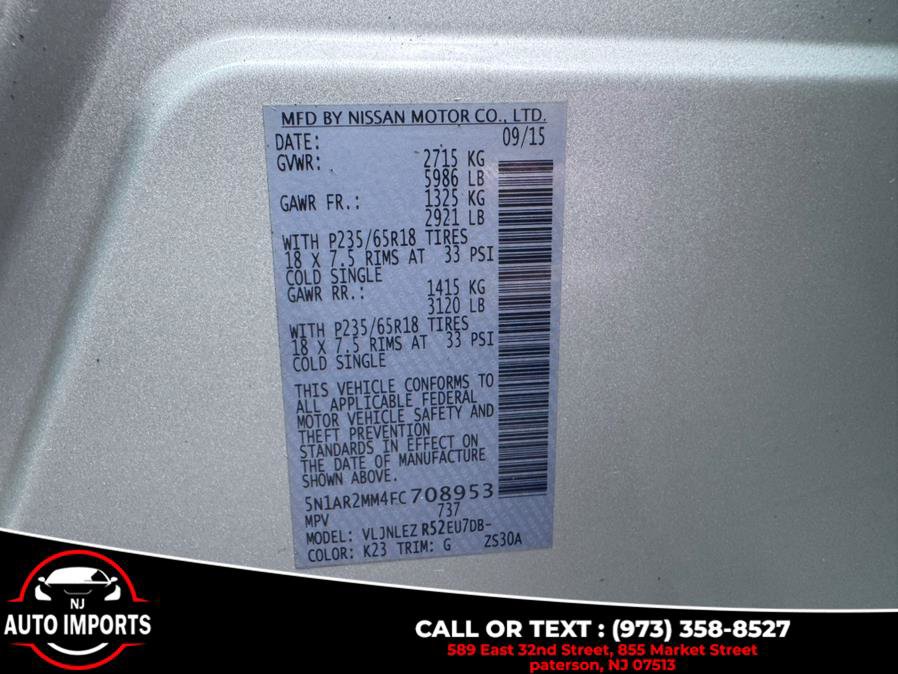 MFD BY NISSAN MOTOR CO., LTD.
DATE: 09/15
GVWR: 2715 KG
5986 LB
GAWR FR.: 1325 KG
2921 LB
WITH P235/65R18 TIRES
18 X 7.5 RIMS AT 33 PSI
COLD SINGLE
GAWR RR.: 1415 KG
3120 LB
WITH P235/65R18 TIRES
18 X 7.5 RIMS AT 33 PSI
COLD SINGLE
THIS VEHICLE CONFORMS TO
ALL APPLICABLE FEDERAL
MOTOR VEHICLE SAFETY AND
THEFT PREVENTION
STANDARDS IN EFFECT ON
THE DATE OF MANUFACTURE
SHOWN ABOVE.
5N1AR2MM4FC708953
MPV 737
MODEL: VLJNLEZ R52EU7DB-
COLOR: K23 TRIM: G ZS30A
NJ
AUTO IMPORTS
CALL OR TEXT : (973) 358-8527
589 East 32nd Street, 855 Market Street
paterson, NJ 07513